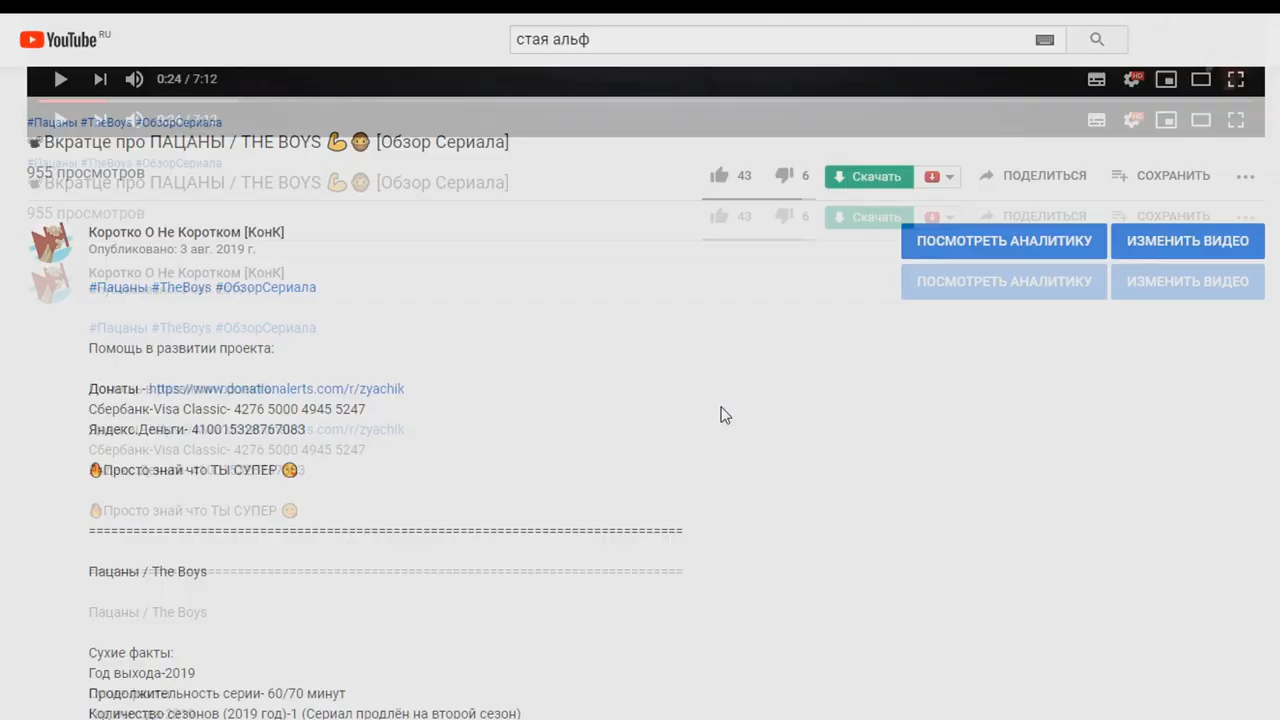 YouTube RU
стая альф
0:24 / 7:12
#Пацаны #TheBoys #ОбзорСериала
Вкратце про ПАЦАНЫ / THE BOYS 💪🧔 [Обзор Сериала]
955 просмотров
43 6 Скачать ПОДЕЛИТЬСЯ СОХРАНИТЬ
Коротко О Не Коротком [КонК]
Опубликовано: 3 авг. 2019 г.
ПОСМОТРЕТЬ АНАЛИТИКУ ИЗМЕНИТЬ ВИДЕО
#Пацаны #TheBoys #ОбзорСериала
Помощь в развитии проекта:
Донаты - https://www.donationalerts.com/r/zyachik
Сбербанк-Visa Classic- 4276 5000 4945 5247
Яндекс.Деньги- 410015328767083
🔥Просто знай что ТЫ СУПЕР 😋
================================================================================
Пацаны / The Boys
Сухие факты:
Год выхода-2019
Продолжительность серии- 60/70 минут
Количество сезонов (2019 год)-1 (Сериал продлён на второй сезон)